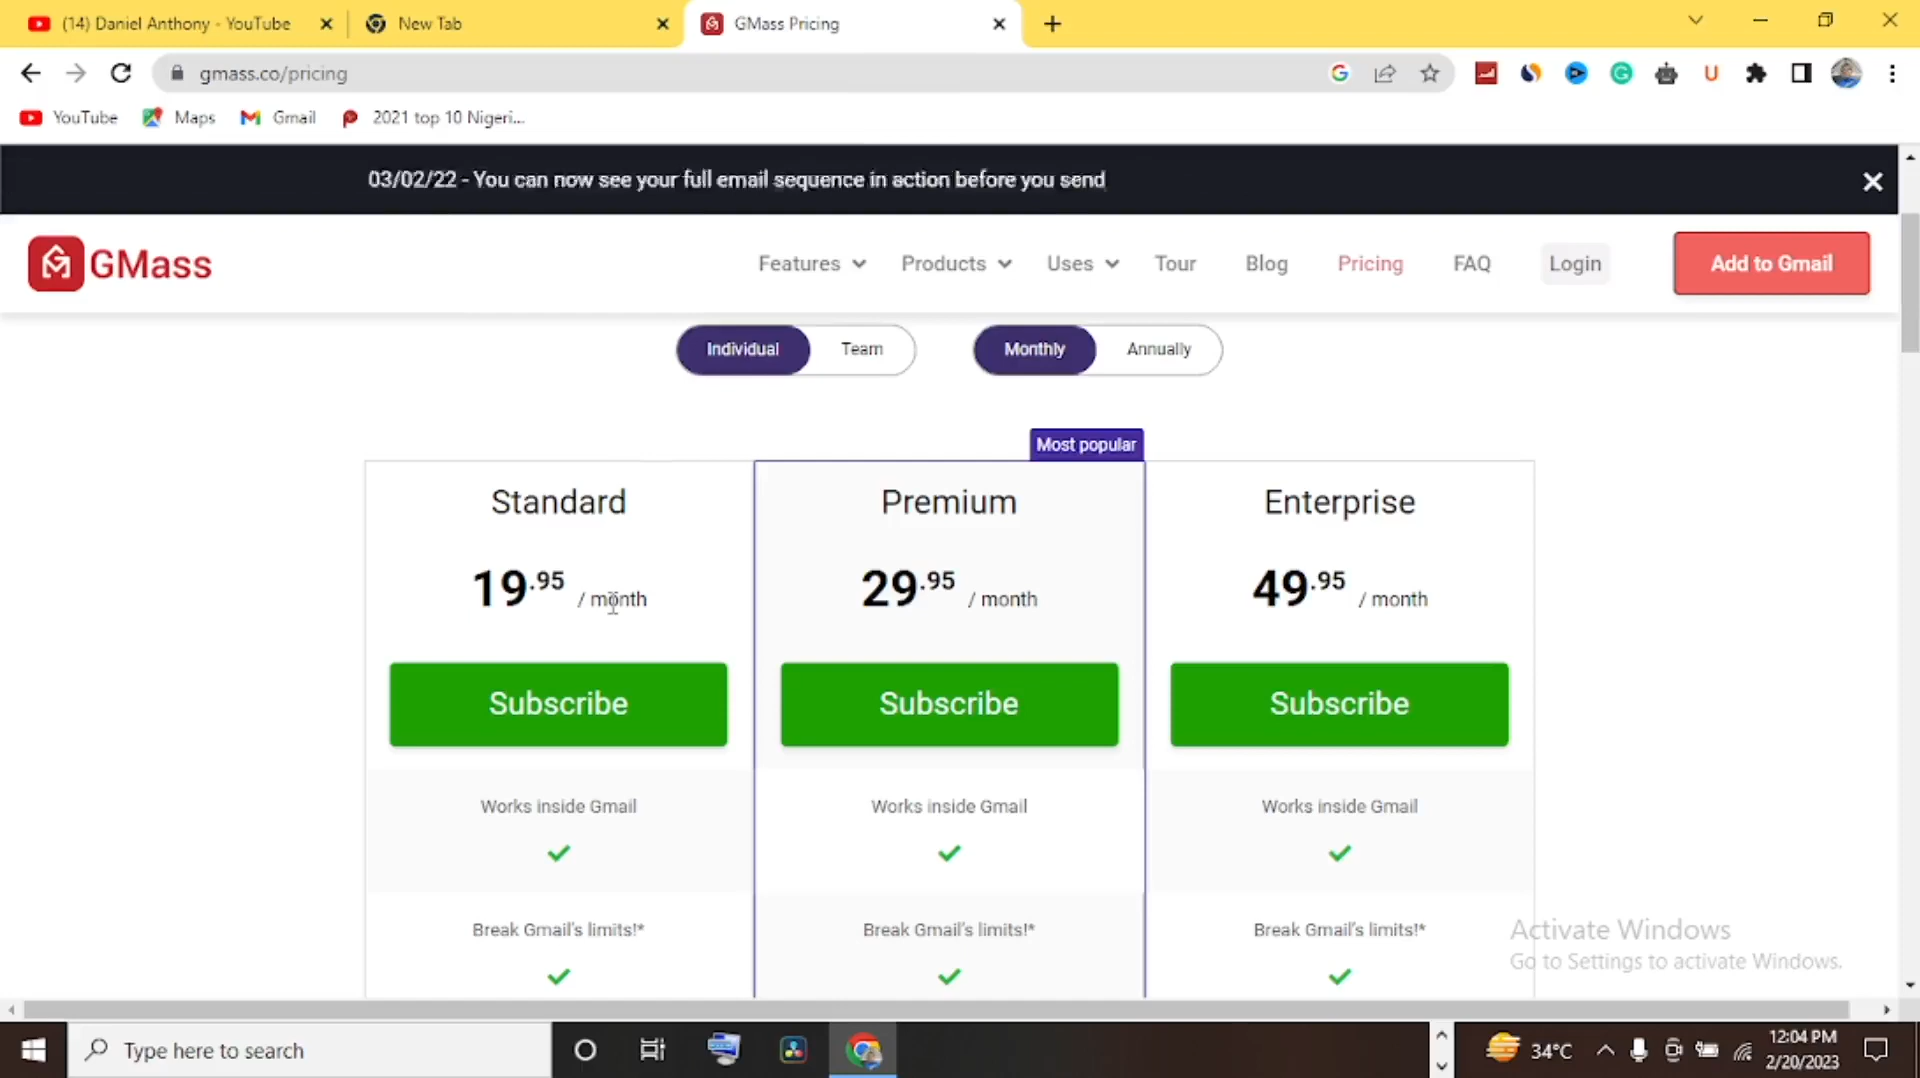 (14) Daniel Anthony - YouTube
New Tab
GMass Pricing
gmass.co/pricing
YouTube
Maps
Gmail
2021 top 10 Nigeri...
03/02/22 - You can now see your full email sequence in action before you send
GMass
Features
Products
Uses
Tour
Blog
Pricing
FAQ
Login
Add to Gmail
Individual
Team
Monthly
Annually
Most popular
Standard
Premium
Enterprise
19.95 / month
29.95 / month
49.95 / month
Subscribe
Subscribe
Subscribe
Works inside Gmail
Works inside Gmail
Works inside Gmail
Break Gmail's limits!*
Break Gmail's limits!*
Break Gmail's limits!*
Activate Windows
Go to Settings to activate Windows.
Type here to search
34°C
12:04 PM
2/20/2023